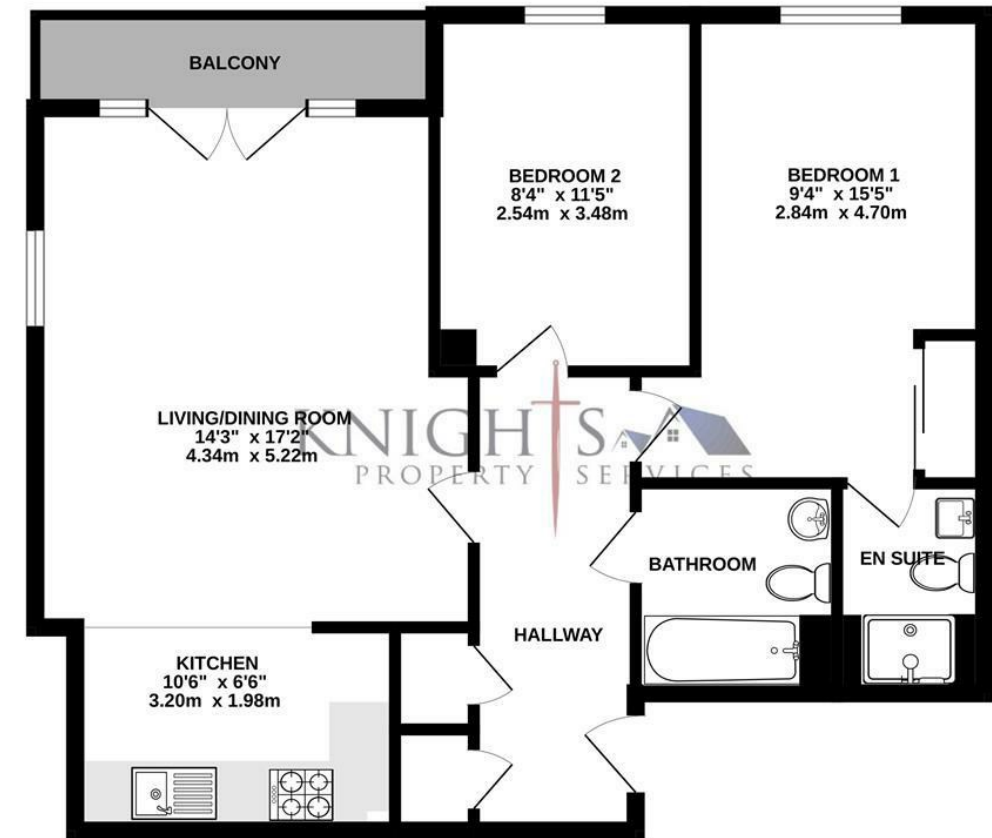 BALCONY
BEDROOM 2
8'4" x 11'5"
2.54m x 3.48m
BEDROOM 1
9'4" x 15'5"
2.84m x 4.70m
LIVING/DINING ROOM
14'3" x 17'2"
4.34m x 5.22m
KNIGHTS
PROPERTY SERVICES
BATHROOM
EN SUITE
HALLWAY
KITCHEN
10'6" x 6'6"
3.20m x 1.98m